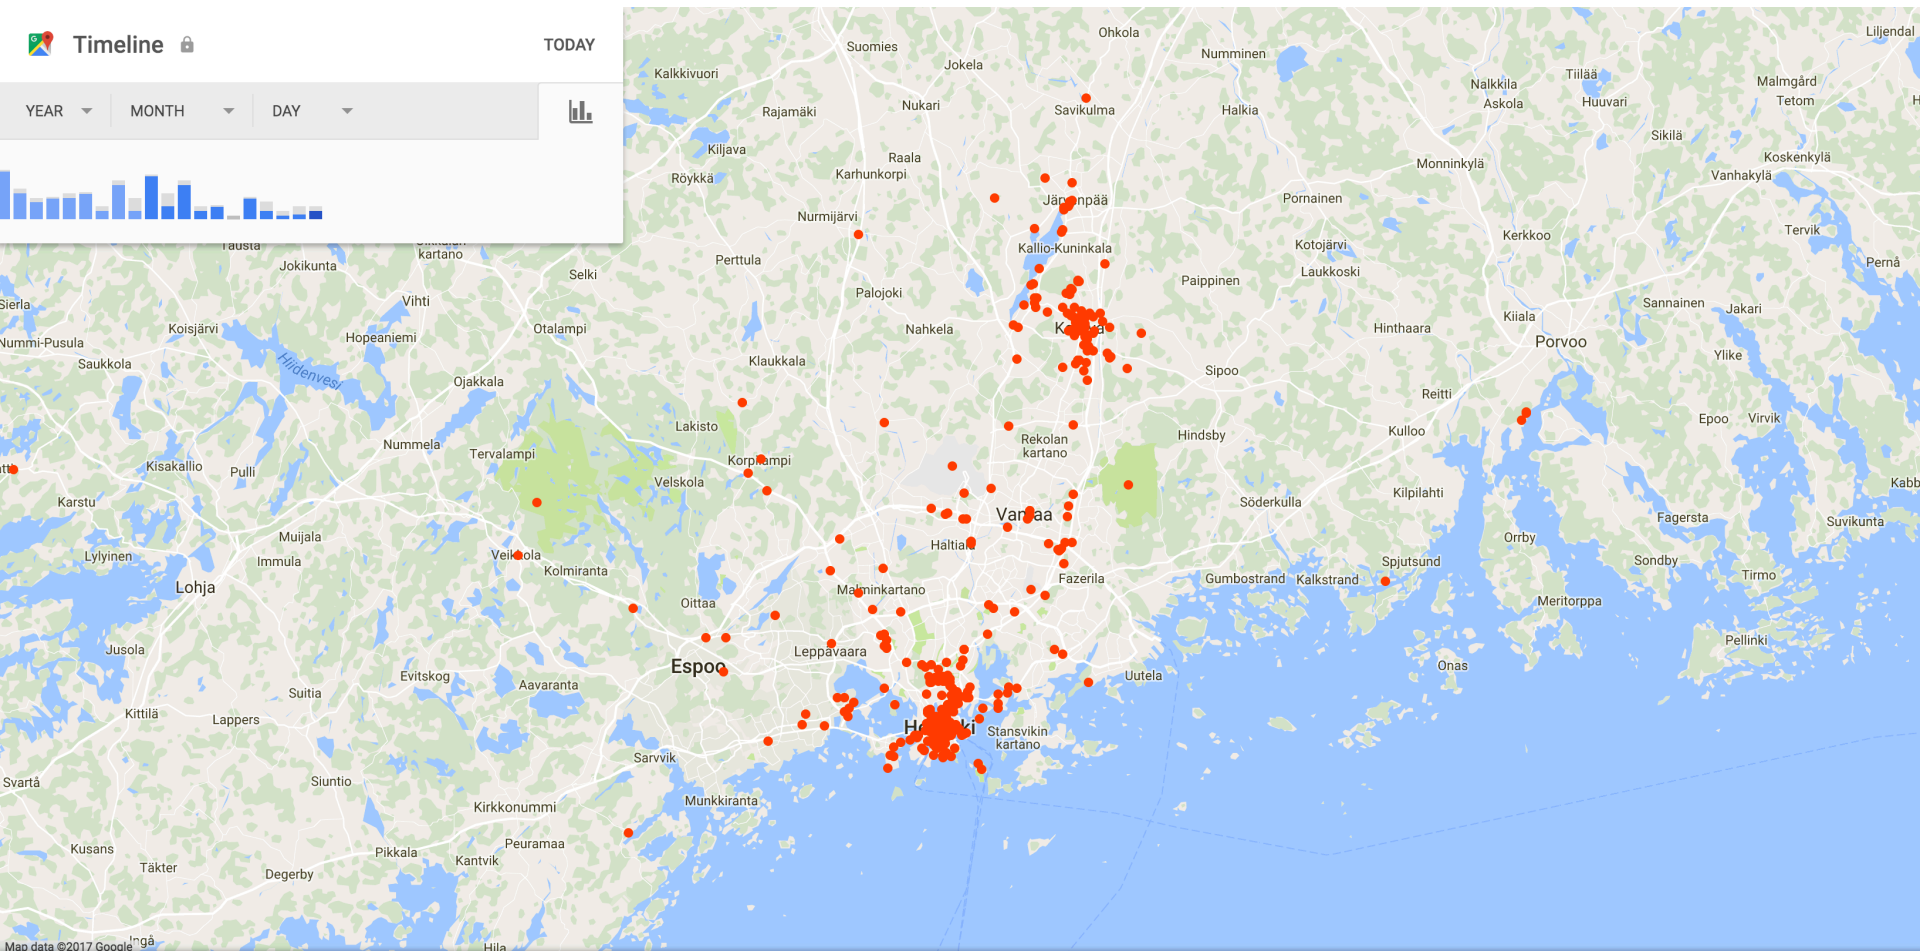 Timeline
TODAY
YEAR
MONTH
DAY
Suomies
Ohkola
Numminen
Liljendal
Kalkkivuori
Jokela
Nalkkila
Tiilää
Malmgård
Rajamäki
Nukari
Savikulma
Halkia
Askola
Huuvari
Tetom
Sikilä
Kiljava
Raala
Monninkylä
Koskenkylä
Röykkä
Karhunkorpi
Vanhakylä
Nurmijärvi
Pornainen
Kallio-Kuninkala
Kotojärvi
Kerkkoo
Tervik
kartano
Jokikunta
Selki
Perttula
Laukkoski
Pernå
Sierla
Vihti
Palojoki
Paippinen
Sannainen
Jakari
Koisjärvi
Otalampi
Nahkela
Hinthaara
Kiiala
Nummi-Pusula
Hopeaniemi
Porvoo
Saukkola
Hiidenvesi
Klaukkala
Sipoo
Ylike
Ojakkala
Reitti
Lakisto
Epoo
Virvik
Nummela
Rekolan
kartano
Hindsby
Kulloo
Tervalampi
Kisakallio
Pulli
Velskola
Kilpilahti
Karstu
Söderkulla
Fagersta
Suvikunta
Muijala
Orrby
Lylyinen
Immula
Kolmiranta
Spjutsund
Sondby
Lohja
Fazerila
Gumbostrand
Kalkstrand
Tirmo
Oittaa
Malminkartano
Meritorppa
Jusola
Leppävaara
Pellinki
Evitskog
Espoo
Onas
Suitia
Aavaranta
Uutela
Kittilä
Lappers
Stansvikin
kartano
Sarvvik
Svartå
Siuntio
Munkkiranta
Kirkkonummi
Kusans
Peuramaa
Täkter
Pikkala
Kantvik
Degerby
Ingå
Hila
Map data ©2017 Google